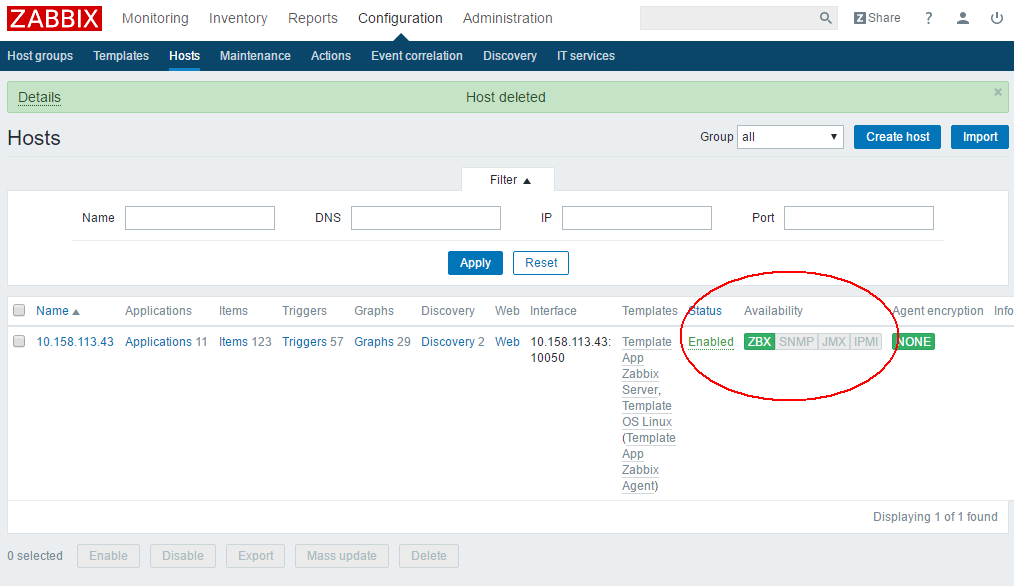 ZABBIX Monitoring Inventory Reports Configuration Administration Z Share ?
Host groups Templates Hosts Maintenance Actions Event correlation Discovery IT services
Details Host deleted ×
Hosts Group all Create host Import
Filter ▲
Name DNS IP Port
Apply Reset
Name ▲ Applications Items Triggers Graphs Discovery Web Interface Templates Status Availability Agent encryption Info
10.158.113.43 Applications 11 Items 123 Triggers 57 Graphs 29 Discovery 2 Web 10.158.113.43: Template Enabled ZBX SNMP JMX IPMI NONE
10050 App
Zabbix
Server,
Template
OS Linux
(Template
App
Zabbix
Agent)
Displaying 1 of 1 found
0 selected Enable Disable Export Mass update Delete